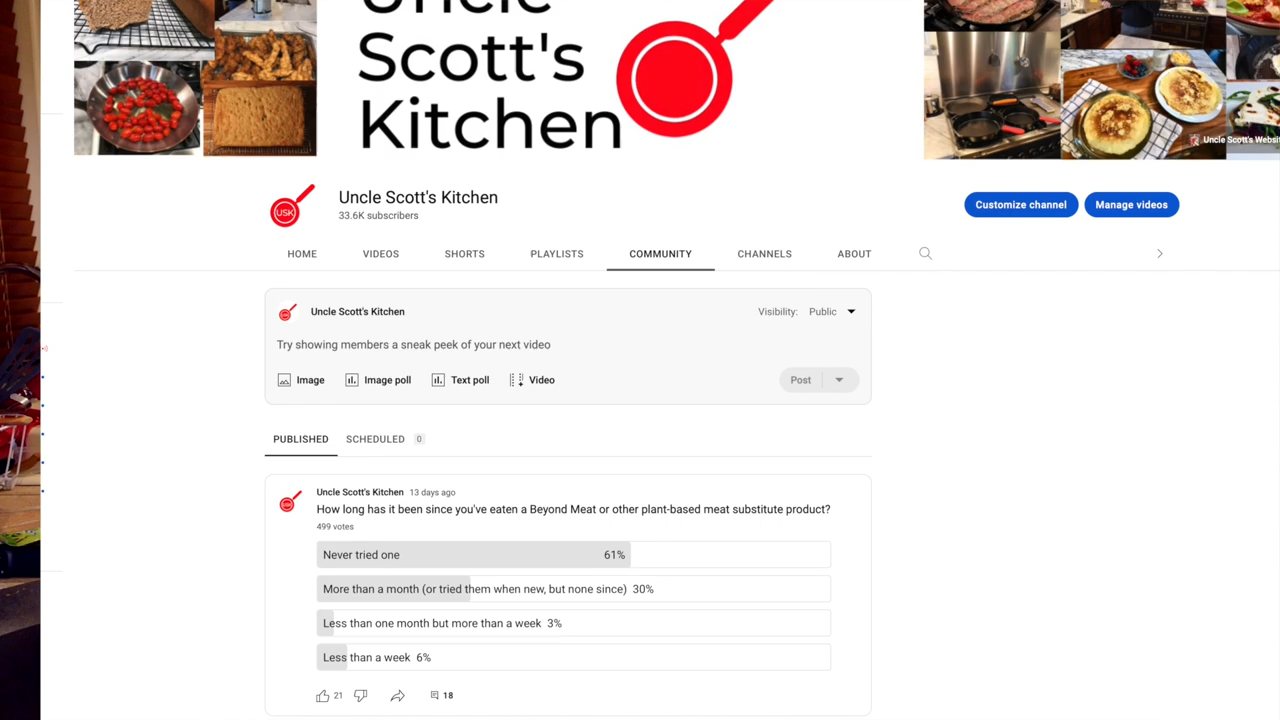 Uncle
Scott's
Kitchen
Uncle Scott's Websi
USK
Uncle Scott's Kitchen
33.6K subscribers
Customize channel
Manage videos
HOME
VIDEOS
SHORTS
PLAYLISTS
COMMUNITY
CHANNELS
ABOUT
Uncle Scott's Kitchen
Visibility: Public
Try showing members a sneak peek of your next video
Image
Image poll
Text poll
Video
Post
PUBLISHED
SCHEDULED 0
Uncle Scott's Kitchen 13 days ago
How long has it been since you've eaten a Beyond Meat or other plant-based meat substitute product?
499 votes
Never tried one 61%
More than a month (or tried them when new, but none since) 30%
Less than one month but more than a week 3%
Less than a week 6%
21
18